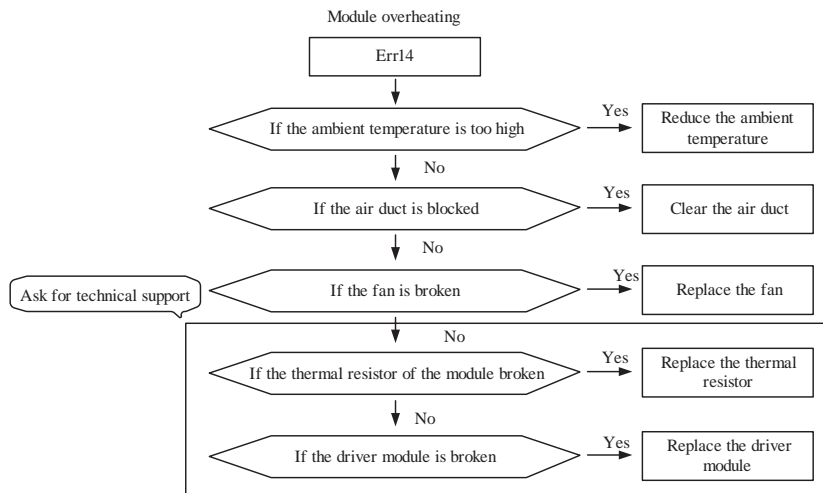 Module overheating
Err14
If the ambient temperature is too high
Yes
Reduce the ambient
temperature
No
If the air duct is blocked
Yes
Clear the air duct
No
Ask for technical support
If the fan is broken
Yes
Replace the fan
No
If the thermal resistor of the module broken
Yes
Replace the thermal
resistor
No
If the driver module is broken
Yes
Replace the driver
module